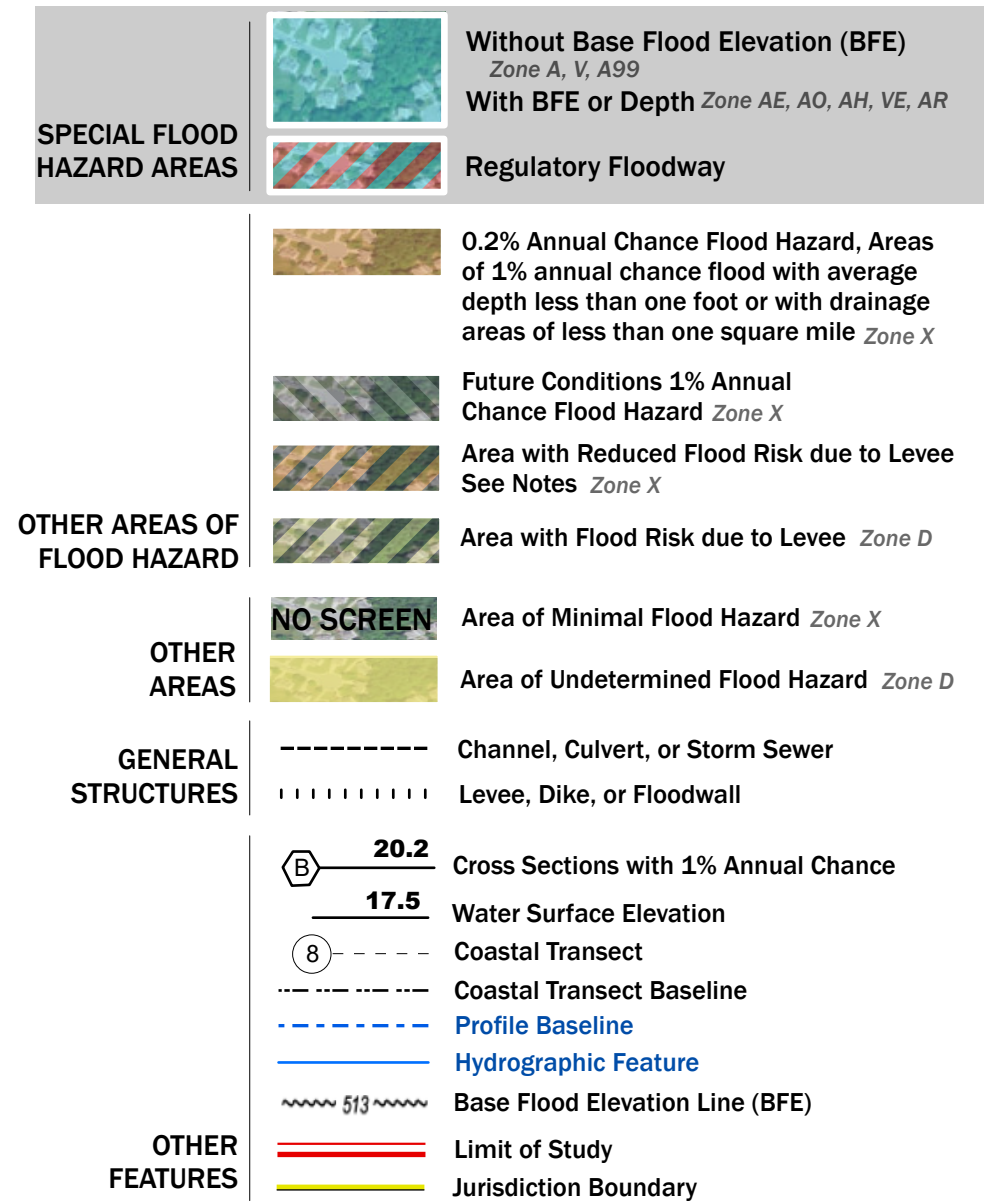 SPECIAL FLOOD
HAZARD AREAS
Without Base Flood Elevation (BFE)
Zone A, V, A99
With BFE or Depth Zone AE, AO, AH, VE, AR
Regulatory Floodway
OTHER AREAS OF
FLOOD HAZARD
0.2% Annual Chance Flood Hazard, Areas
of 1% annual chance flood with average
depth less than one foot or with drainage
areas of less than one square mile Zone X
Future Conditions 1% Annual
Chance Flood Hazard Zone X
Area with Reduced Flood Risk due to Levee
See Notes Zone X
Area with Flood Risk due to Levee Zone D
OTHER
AREAS
NO SCREEN Area of Minimal Flood Hazard Zone X
Area of Undetermined Flood Hazard Zone D
GENERAL
STRUCTURES
Channel, Culvert, or Storm Sewer
Levee, Dike, or Floodwall
OTHER
FEATURES
B 20.2 Cross Sections with 1% Annual Chance
17.5 Water Surface Elevation
8 Coastal Transect
Coastal Transect Baseline
Profile Baseline
Hydrographic Feature
513 Base Flood Elevation Line (BFE)
Limit of Study
Jurisdiction Boundary